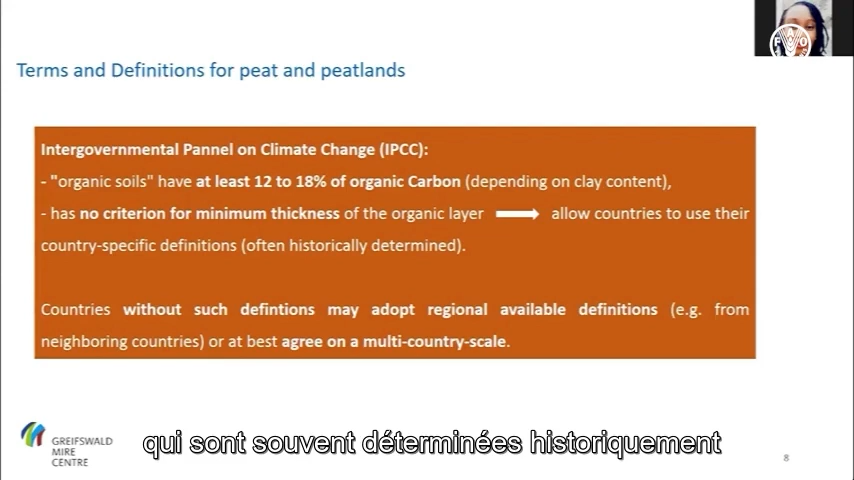 FAO
Terms and Definitions for peat and peatlands
Intergovernmental Pannel on Climate Change (IPCC):
- "organic soils" have at least 12 to 18% of organic Carbon (depending on clay content),
- has no criterion for minimum thickness of the organic layer ⟶ allow countries to use their
country-specific definitions (often historically determined).
Countries without such defintions may adopt regional available definitions (e.g. from
neighboring countries) or at best agree on a multi-country-scale.
GREIFSWALD
MIRE
CENTRE
qui sont souvent déterminées historiquement
8